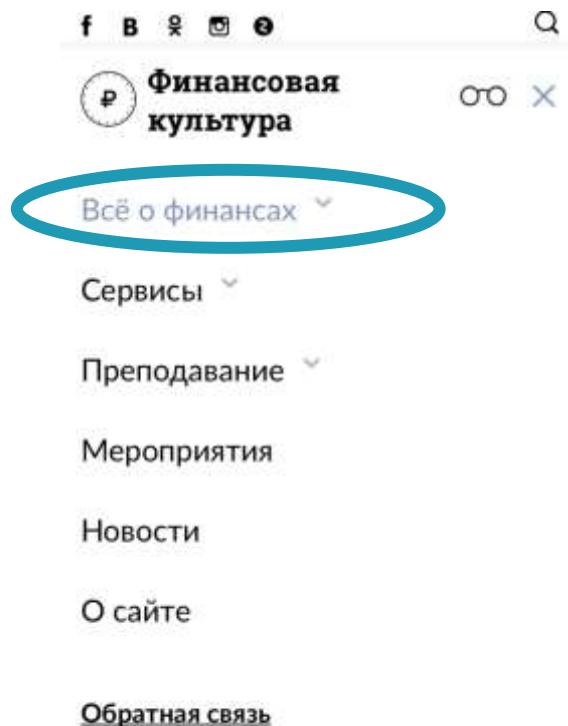 Финансовая
культура
Всё о финансах
Сервисы
Преподавание
Мероприятия
Новости
О сайте
Обратная связь